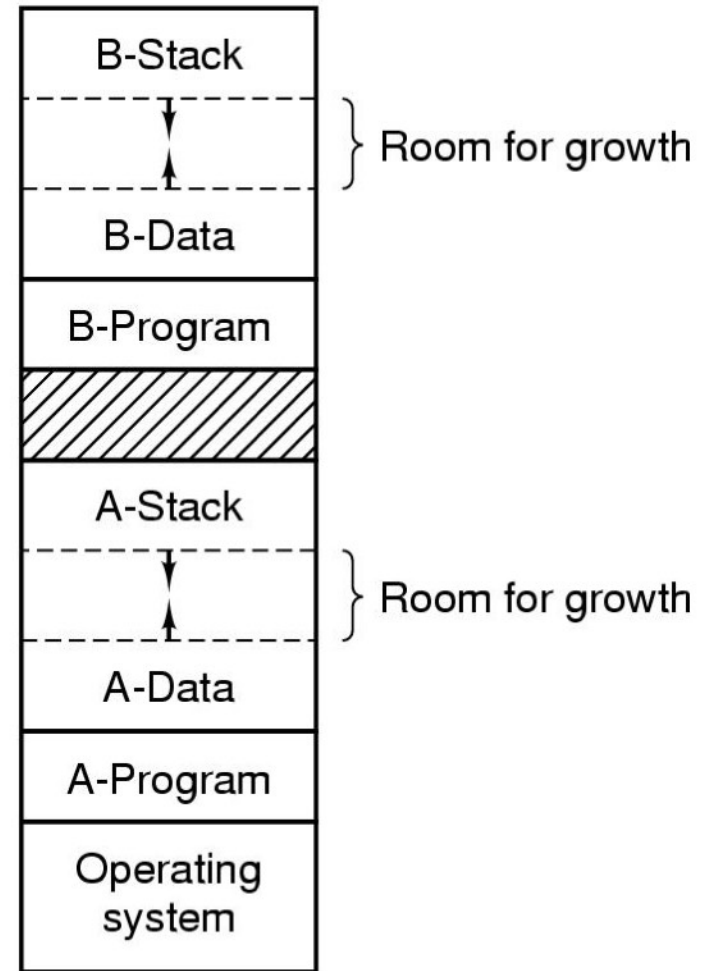 B-Stack
Room for growth
B-Data
B-Program
A-Stack
Room for growth
A-Data
A-Program
Operating
system